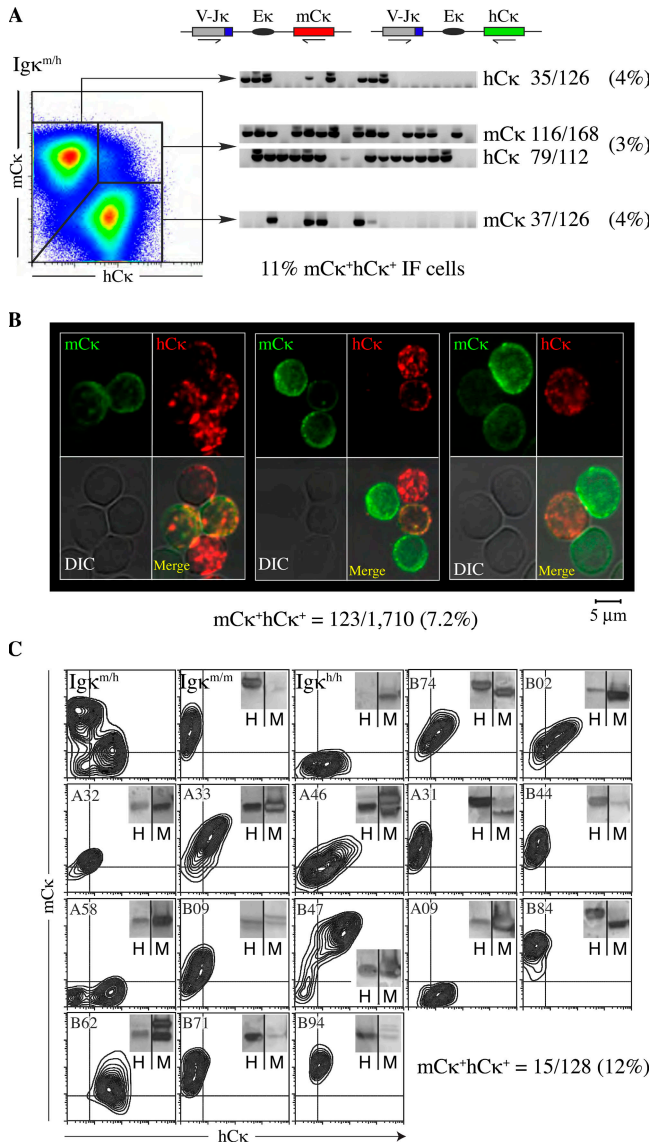 A
V-Jκ Eκ mCκ V-Jκ Eκ hCκ
Igκm/h
hCκ 35/126 (4%)
mCκ 116/168
hCκ 79/112
(3%)
mCκ 37/126 (4%)
mCκ
hCκ
11% mCκ+hCκ+ IF cells
B
mCκ hCκ mCκ hCκ mCκ hCκ
DIC Merge DIC Merge DIC Merge
mCκ+hCκ+ = 123/1,710 (7.2%)
5 µm
C
Igκm/h Igκm/m H M Igκh/h H M B74 H M B02 H M
A32 H M A33 H M A46 H M A31 H M B44 H M
A58 H M B09 H M B47 H M A09 H M B84 H M
B62 H M B71 H M B94 H M
mCκ+hCκ+ = 15/128 (12%)
mCκ
hCκ